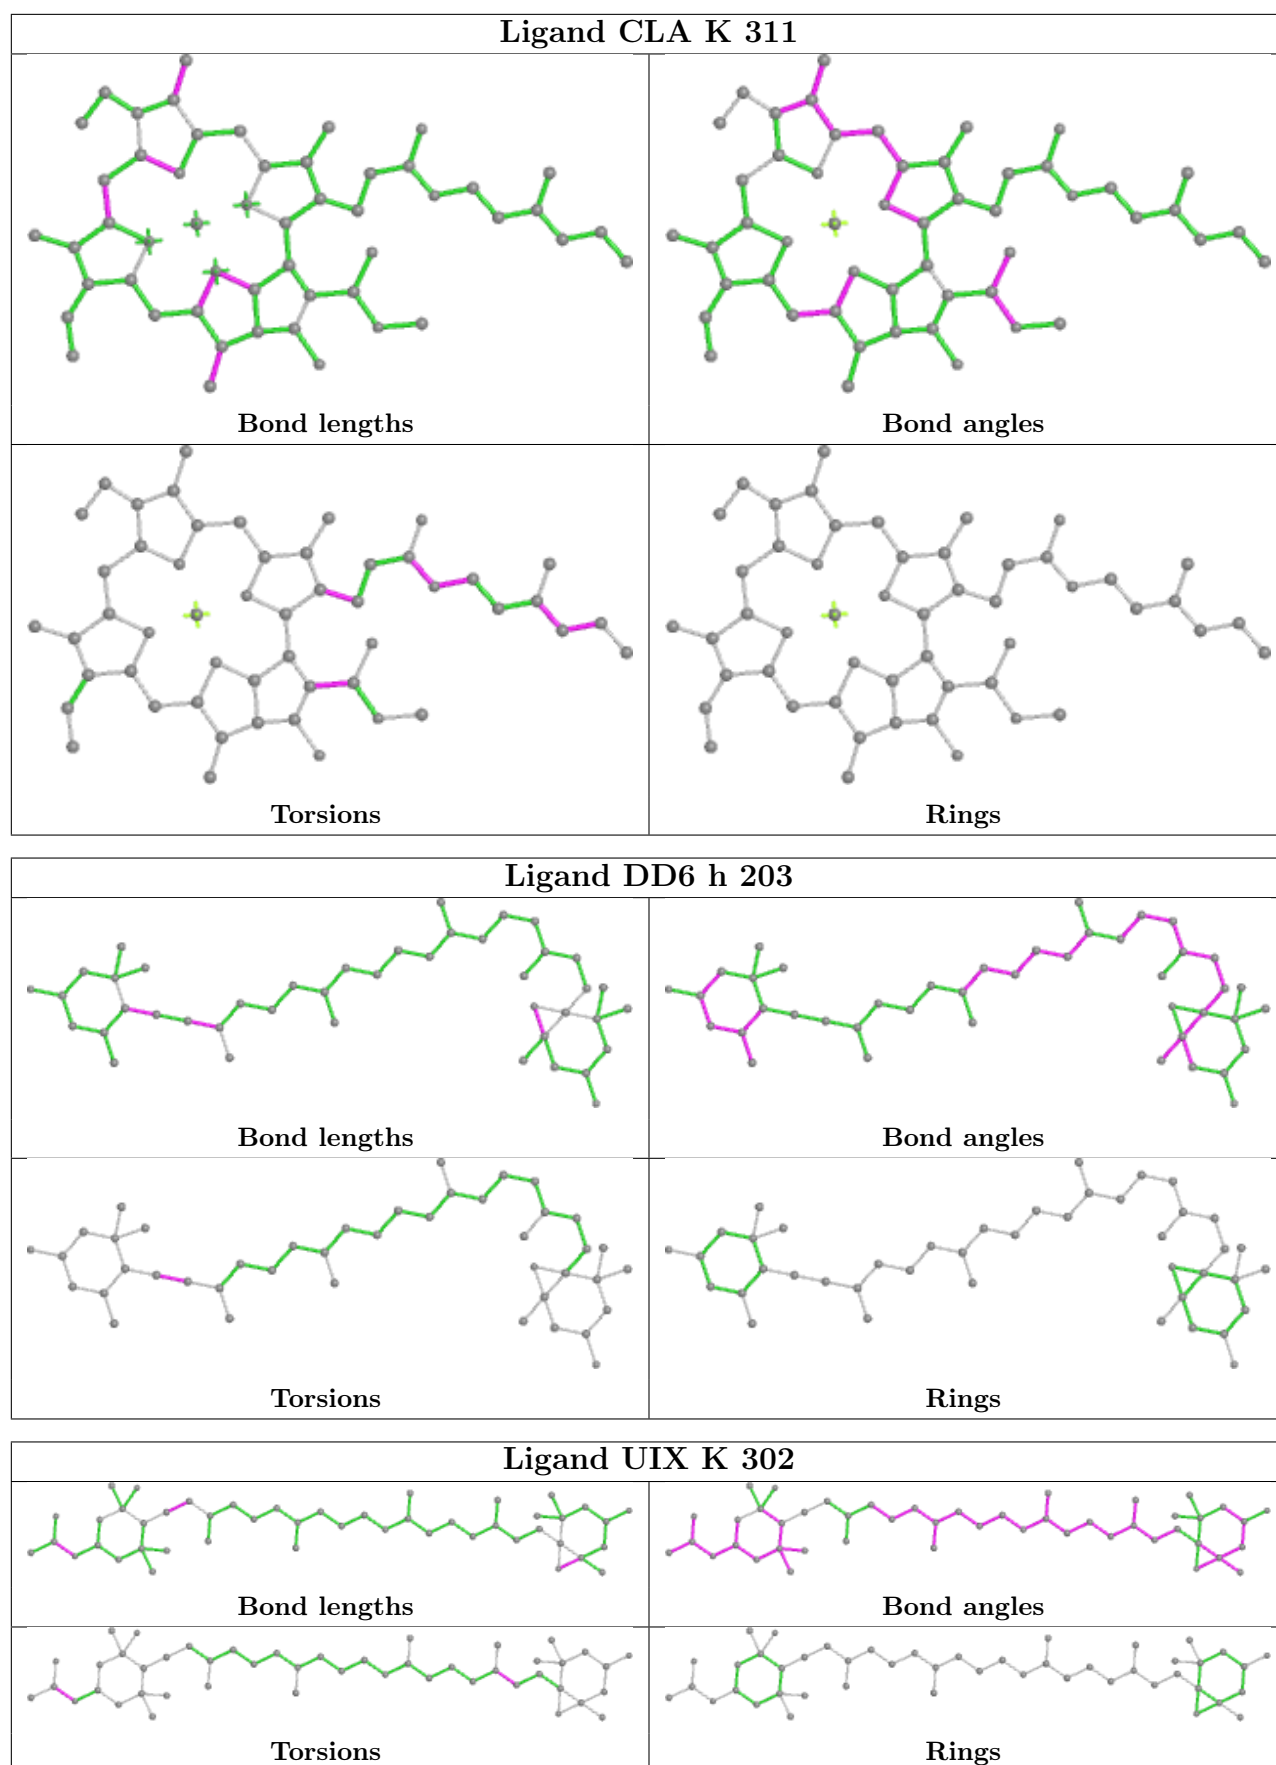 Ligand CLA K 311
Bond lengths
Bond angles
Torsions
Rings
Ligand DD6 h 203
Bond lengths
Bond angles
Torsions
Rings
Ligand UIX K 302
Bond lengths
Bond angles
Torsions
Rings